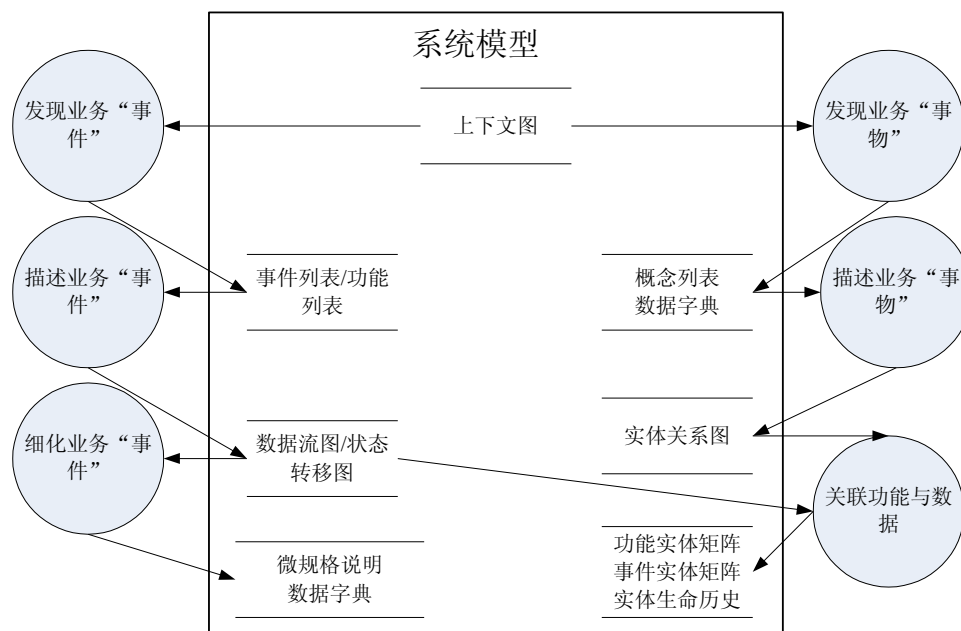 系统模型
发现业务“事
件”
上下文图
发现业务“事
物”
描述业务“事
件”
事件列表/功能
列表
概念列表
数据字典
描述业务“事
物”
细化业务“事
件”
数据流图/状态
转移图
实体关系图
关联功能与数
据
微规格说明
数据字典
功能实体矩阵
事件实体矩阵
实体生命历史